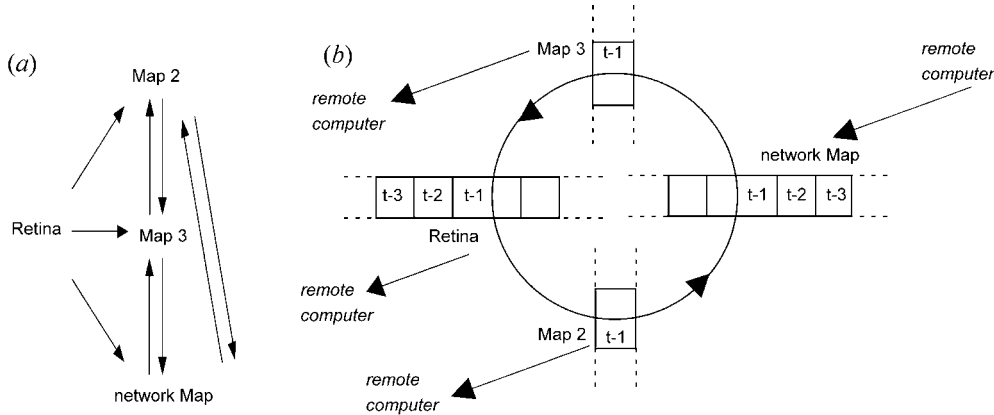 (a)
Map 2
Retina
Map 3
network Map
(b)
Map 3
t-1
remote
computer
remote
computer
network Map
t-3 t-2 t-1
t-1 t-2 t-3
Retina
remote
computer
Map 2
t-1
remote
computer